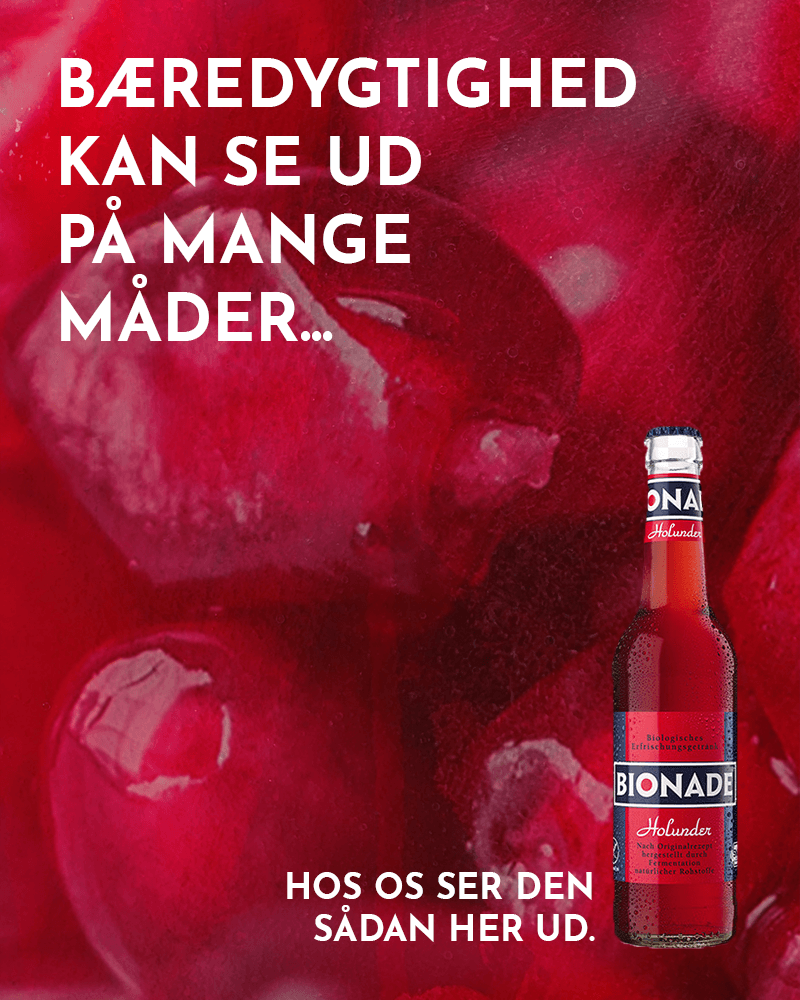 BÆREDYGTIGHED
KAN SE UD
PÅ MANGE
MÅDER...
ONA
Holunder
Biologisches
Erfrischungsgetränk
BIONADE
Holunder
Nach Originalrezept
hergestellt durch
Fermentation
natürlicher Rohstoffe
HOS OS SER DEN
SÅDAN HER UD.